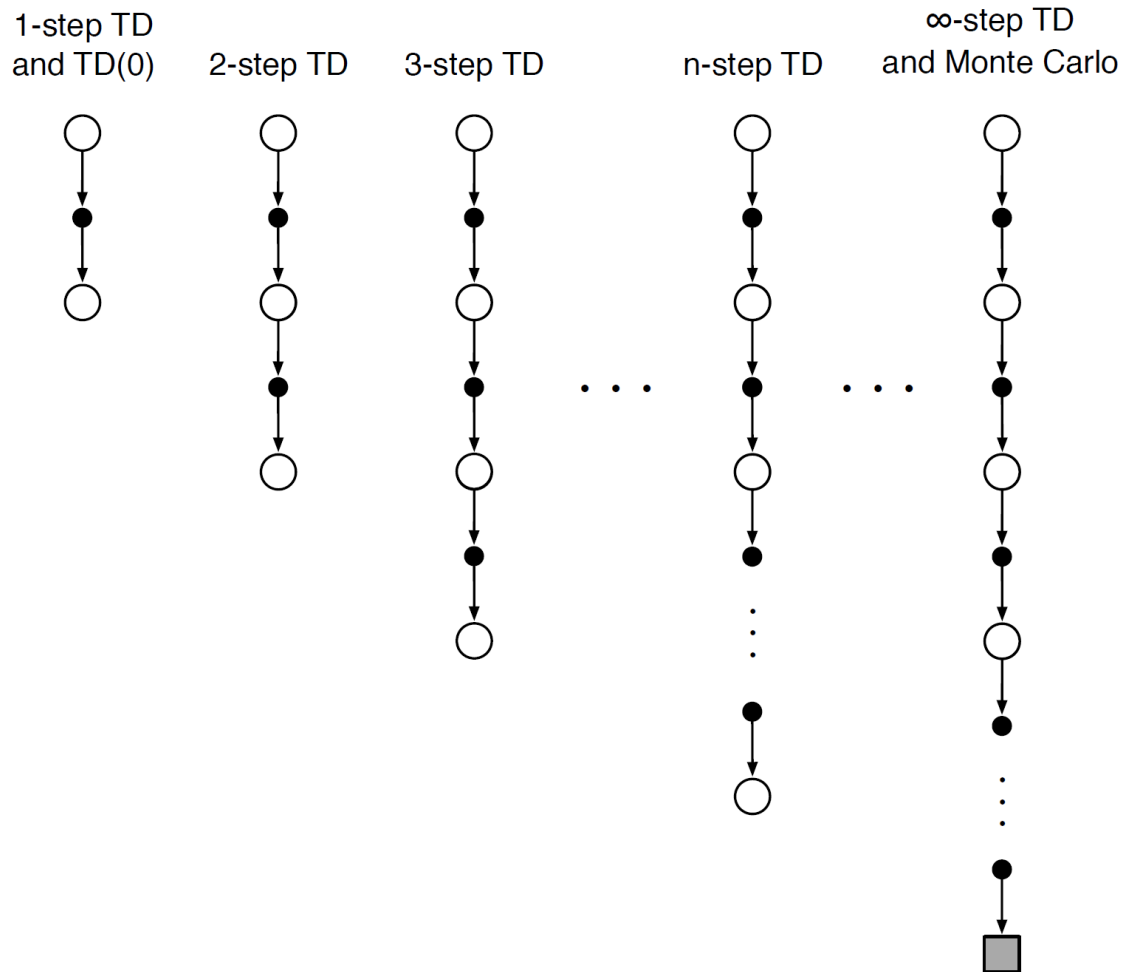 1-step TD
and TD(0)
2-step TD
3-step TD
n-step TD
∞-step TD
and Monte Carlo